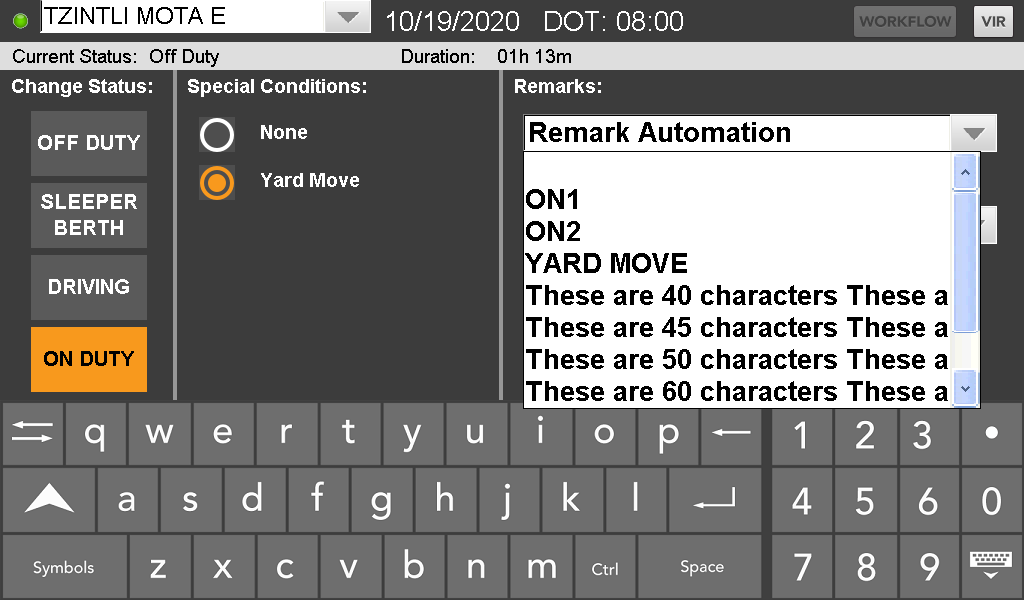 TZINTLI MOTA E
10/19/2020 DOT: 08:00
WORKFLOW
VIR
Current Status: Off Duty
Duration: 01h 13m
Change Status:
OFF DUTY
SLEEPER
BERTH
DRIVING
ON DUTY
Special Conditions:
None
Yard Move
Remarks:
Remark Automation
ON1
ON2
YARD MOVE
These are 40 characters These a
These are 45 characters These a
These are 50 characters These a
These are 60 characters These a
q w e r t y u i o p 1 2 3 •
a s d f g h j k l 4 5 6 0
Symbols z x c v b n m Ctrl Space 7 8 9